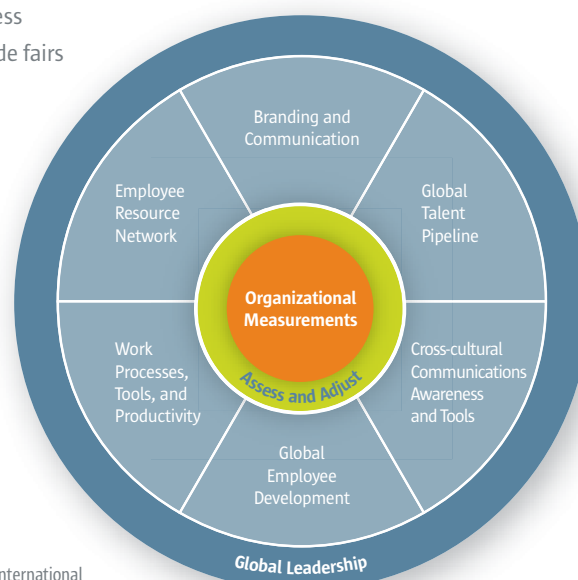 de fairs
Branding and
Communication
Employee
Resource
Network
Global
Talent
Pipeline
Organizational
Measurements
Assess and Adjust
Work
Processes,
Tools, and
Productivity
Cross-cultural
Communications
Awareness
and Tools
Global
Employee
Development
Global Leadership
nternational